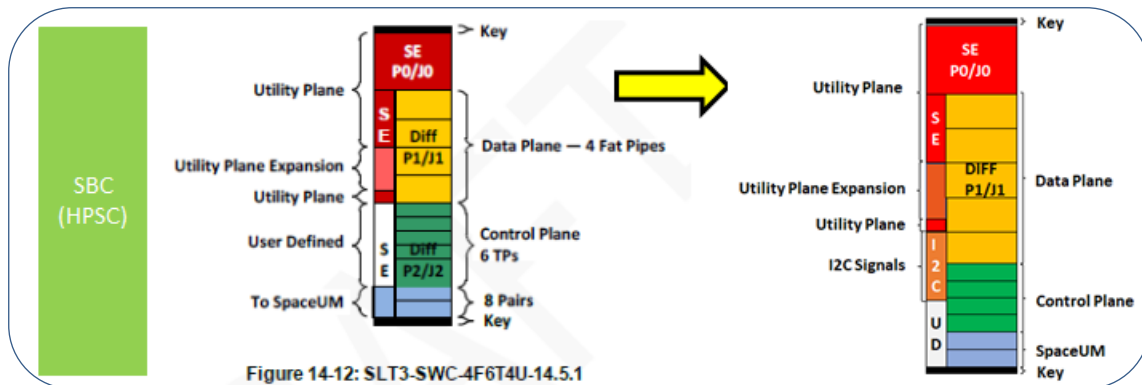 SBC
(HPSC)
Key
SE
P0/J0
Utility Plane
S
E
Diff
P1/J1
Data Plane — 4 Fat Pipes
Utility Plane Expansion
Utility Plane
User Defined
S
E
Diff
P2/J2
Control Plane
6 TPs
To SpaceUM
8 Pairs
Key
Figure 14-12: SLT3-SWC-4F6T4U-14.5.1
Key
SE
P0/J0
Utility Plane
S
E
DIFF
P1/J1
Data Plane
Utility Plane Expansion
Utility Plane
I2C Signals
I
2
C
Control Plane
U
D
SpaceUM
Key